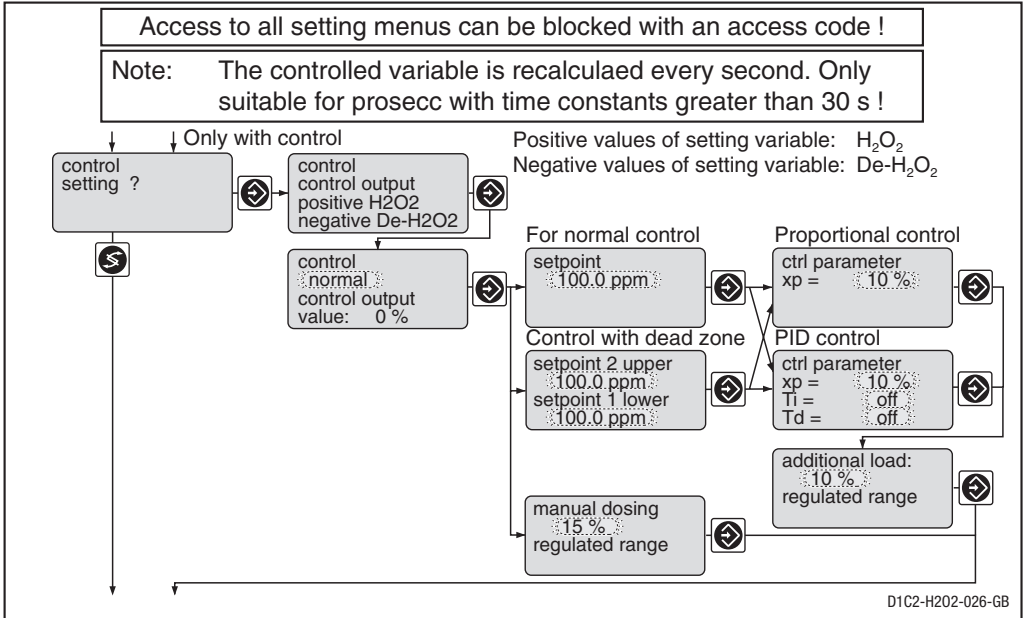 Access to all setting menus can be blocked with an access code !
Note: The controlled variable is recalculaed every second. Only
suitable for prosecc with time constants greater than 30 s !
Only with control
Positive values of setting variable: H₂O₂
Negative values of setting variable: De-H₂O₂
control
setting ?
control
control output
positive H2O2
negative De-H2O2
control
normal
control output
value: 0 %
For normal control
setpoint
100.0 ppm
Control with dead zone
setpoint 2 upper
100.0 ppm
setpoint 1 lower
100.0 ppm
manual dosing
15 %
regulated range
Proportional control
ctrl parameter
xp = 10 %
PID control
ctrl parameter
xp = 10 %
Ti = off
Td = off
additional load:
10 %
regulated range
D1C2-H2O2-026-GB